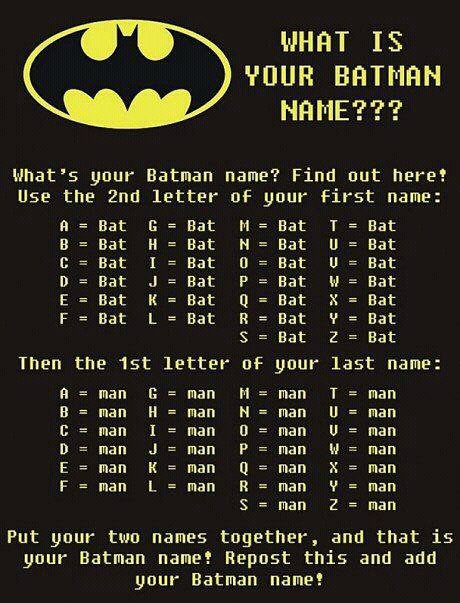 WHAT IS
YOUR BATMAN
NAME???
What's your Batman name? Find out here!
Use the 2nd letter of your first name:
A = Bat G = Bat M = Bat T = Bat
B = Bat H = Bat N = Bat U = Bat
C = Bat I = Bat O = Bat V = Bat
D = Bat J = Bat P = Bat W = Bat
E = Bat K = Bat Q = Bat X = Bat
F = Bat L = Bat R = Bat Y = Bat
S = Bat Z = Bat
Then the 1st letter of your last name:
A = man G = man M = man T = man
B = man H = man N = man U = man
C = man I = man O = man V = man
D = man J = man P = man W = man
E = man K = man Q = man X = man
F = man L = man R = man Y = man
S = man Z = man
Put your two names together, and that is
your Batman name! Repost this and add
your Batman name!